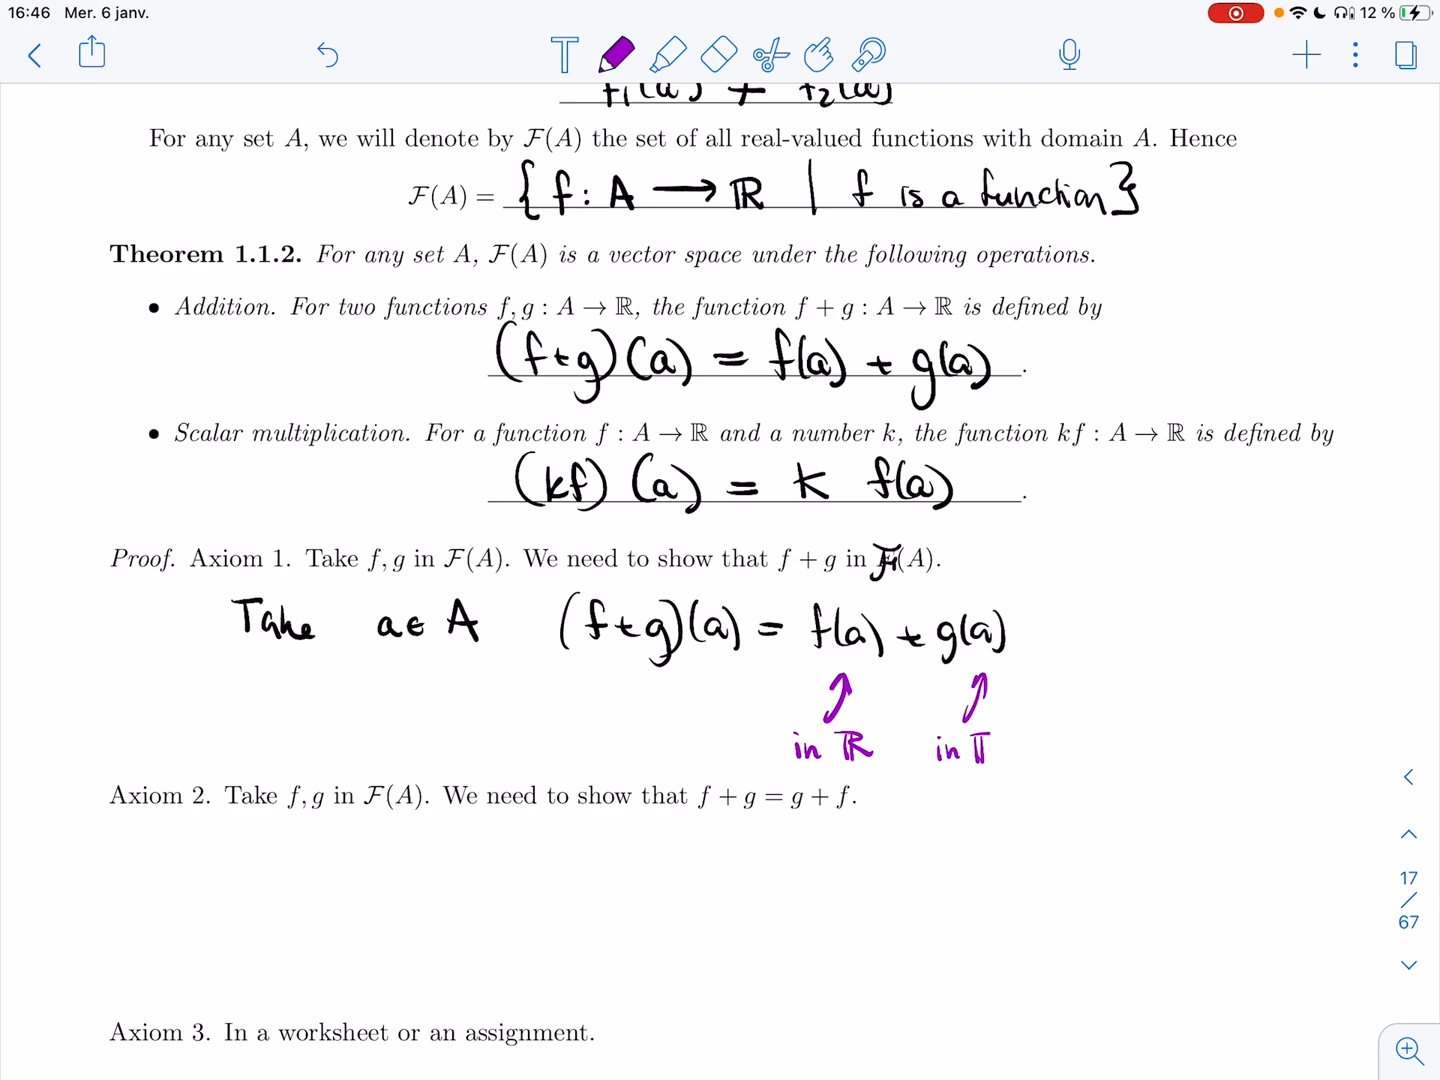 16:46 Mer. 6 janv. 12 %
f₁(a) + f₂(a)
For any set A, we will denote by ℱ(A) the set of all real-valued functions with domain A. Hence
ℱ(A) = { f : A ⟶ ℝ | f is a function }
Theorem 1.1.2. For any set A, ℱ(A) is a vector space under the following operations.
• Addition. For two functions f, g : A → ℝ, the function f + g : A → ℝ is defined by
(f+g)(a) = f(a) + g(a) .
• Scalar multiplication. For a function f : A → ℝ and a number k, the function kf : A → ℝ is defined by
(kf)(a) = k f(a) .
Proof. Axiom 1. Take f, g in ℱ(A). We need to show that f + g in ℱ(A).
Take a ∈ A (f+g)(a) = f(a) + g(a)
in ℝ in
Axiom 2. Take f, g in ℱ(A). We need to show that f + g = g + f.
17
/
67
Axiom 3. In a worksheet or an assignment.